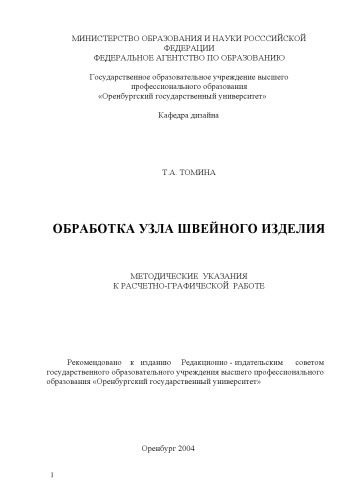 МИНИСТЕРСТВО ОБРАЗОВАНИЯ И НАУКИ РОСССИЙСКОЙ
ФЕДЕРАЦИИ
ФЕДЕРАЛЬНОЕ АГЕНТСТВО ПО ОБРАЗОВАНИЮ
Государственное образовательное учреждение высшего
профессионального образования
«Оренбургский государственный университет»
Кафедра дизайна
Т.А. ТОМИНА
ОБРАБОТКА УЗЛА ШВЕЙНОГО ИЗДЕЛИЯ
МЕТОДИЧЕСКИЕ УКАЗАНИЯ
К РАСЧЕТНО-ГРАФИЧЕСКОЙ РАБОТЕ
Рекомендовано к изданию Редакционно - издательским советом
государственного образовательного учреждения высшего профессионального
образования «Оренбургский государственный университет»
Оренбург 2004
1